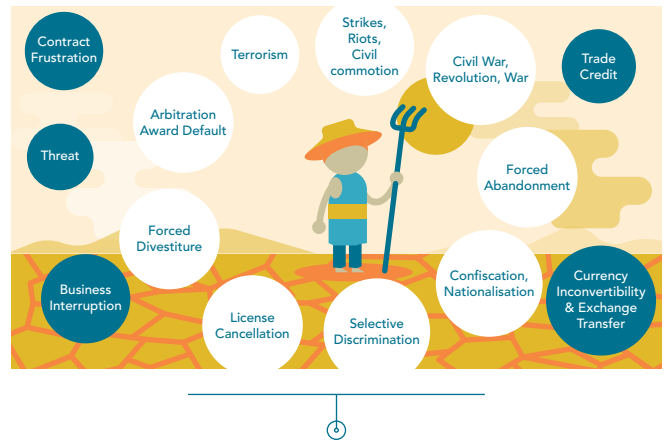 Contract
Frustration
Terrorism
Strikes,
Riots,
Civil
commotion
Civil War,
Revolution, War
Trade
Credit
Arbitration
Award Default
Threat
Forced
Abandonment
Forced
Divestiture
Business
Interruption
License
Cancellation
Selective
Discrimination
Confiscation,
Nationalisation
Currency
Inconvertibility
& Exchange
Transfer